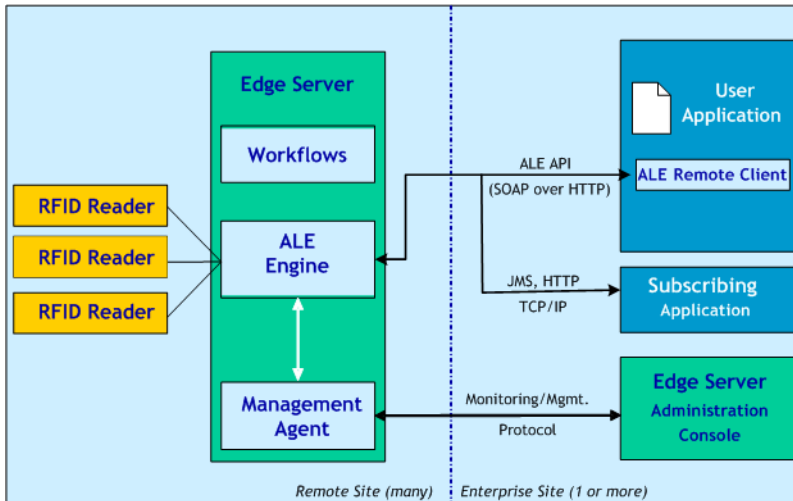 Edge Server
Workflows
RFID Reader
RFID Reader
RFID Reader
ALE
Engine
Management
Agent
User
Application
ALE API
(SOAP over HTTP)
ALE Remote Client
JMS, HTTP
TCP/IP
Subscribing
Application
Monitoring/Mgmt.
Protocol
Edge Server
Administration
Console
Remote Site (many)
Enterprise Site (1 or more)